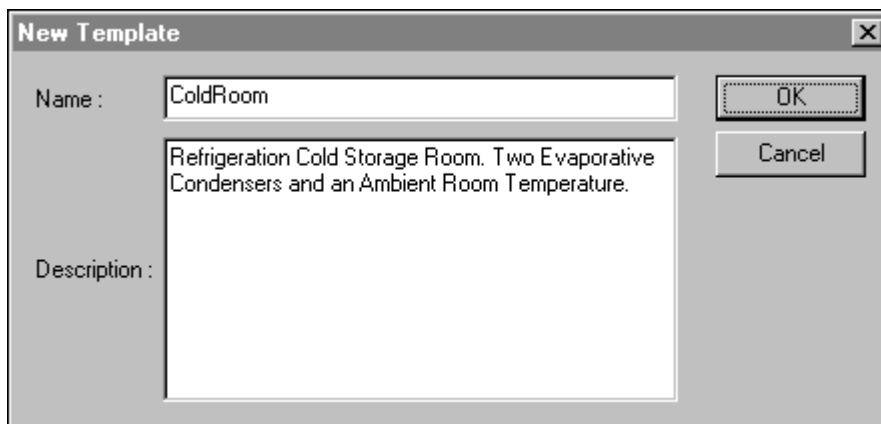 New Template
Name :
ColdRoom
OK
Refrigeration Cold Storage Room. Two Evaporative
Condensers and an Ambient Room Temperature.
Cancel
Description :